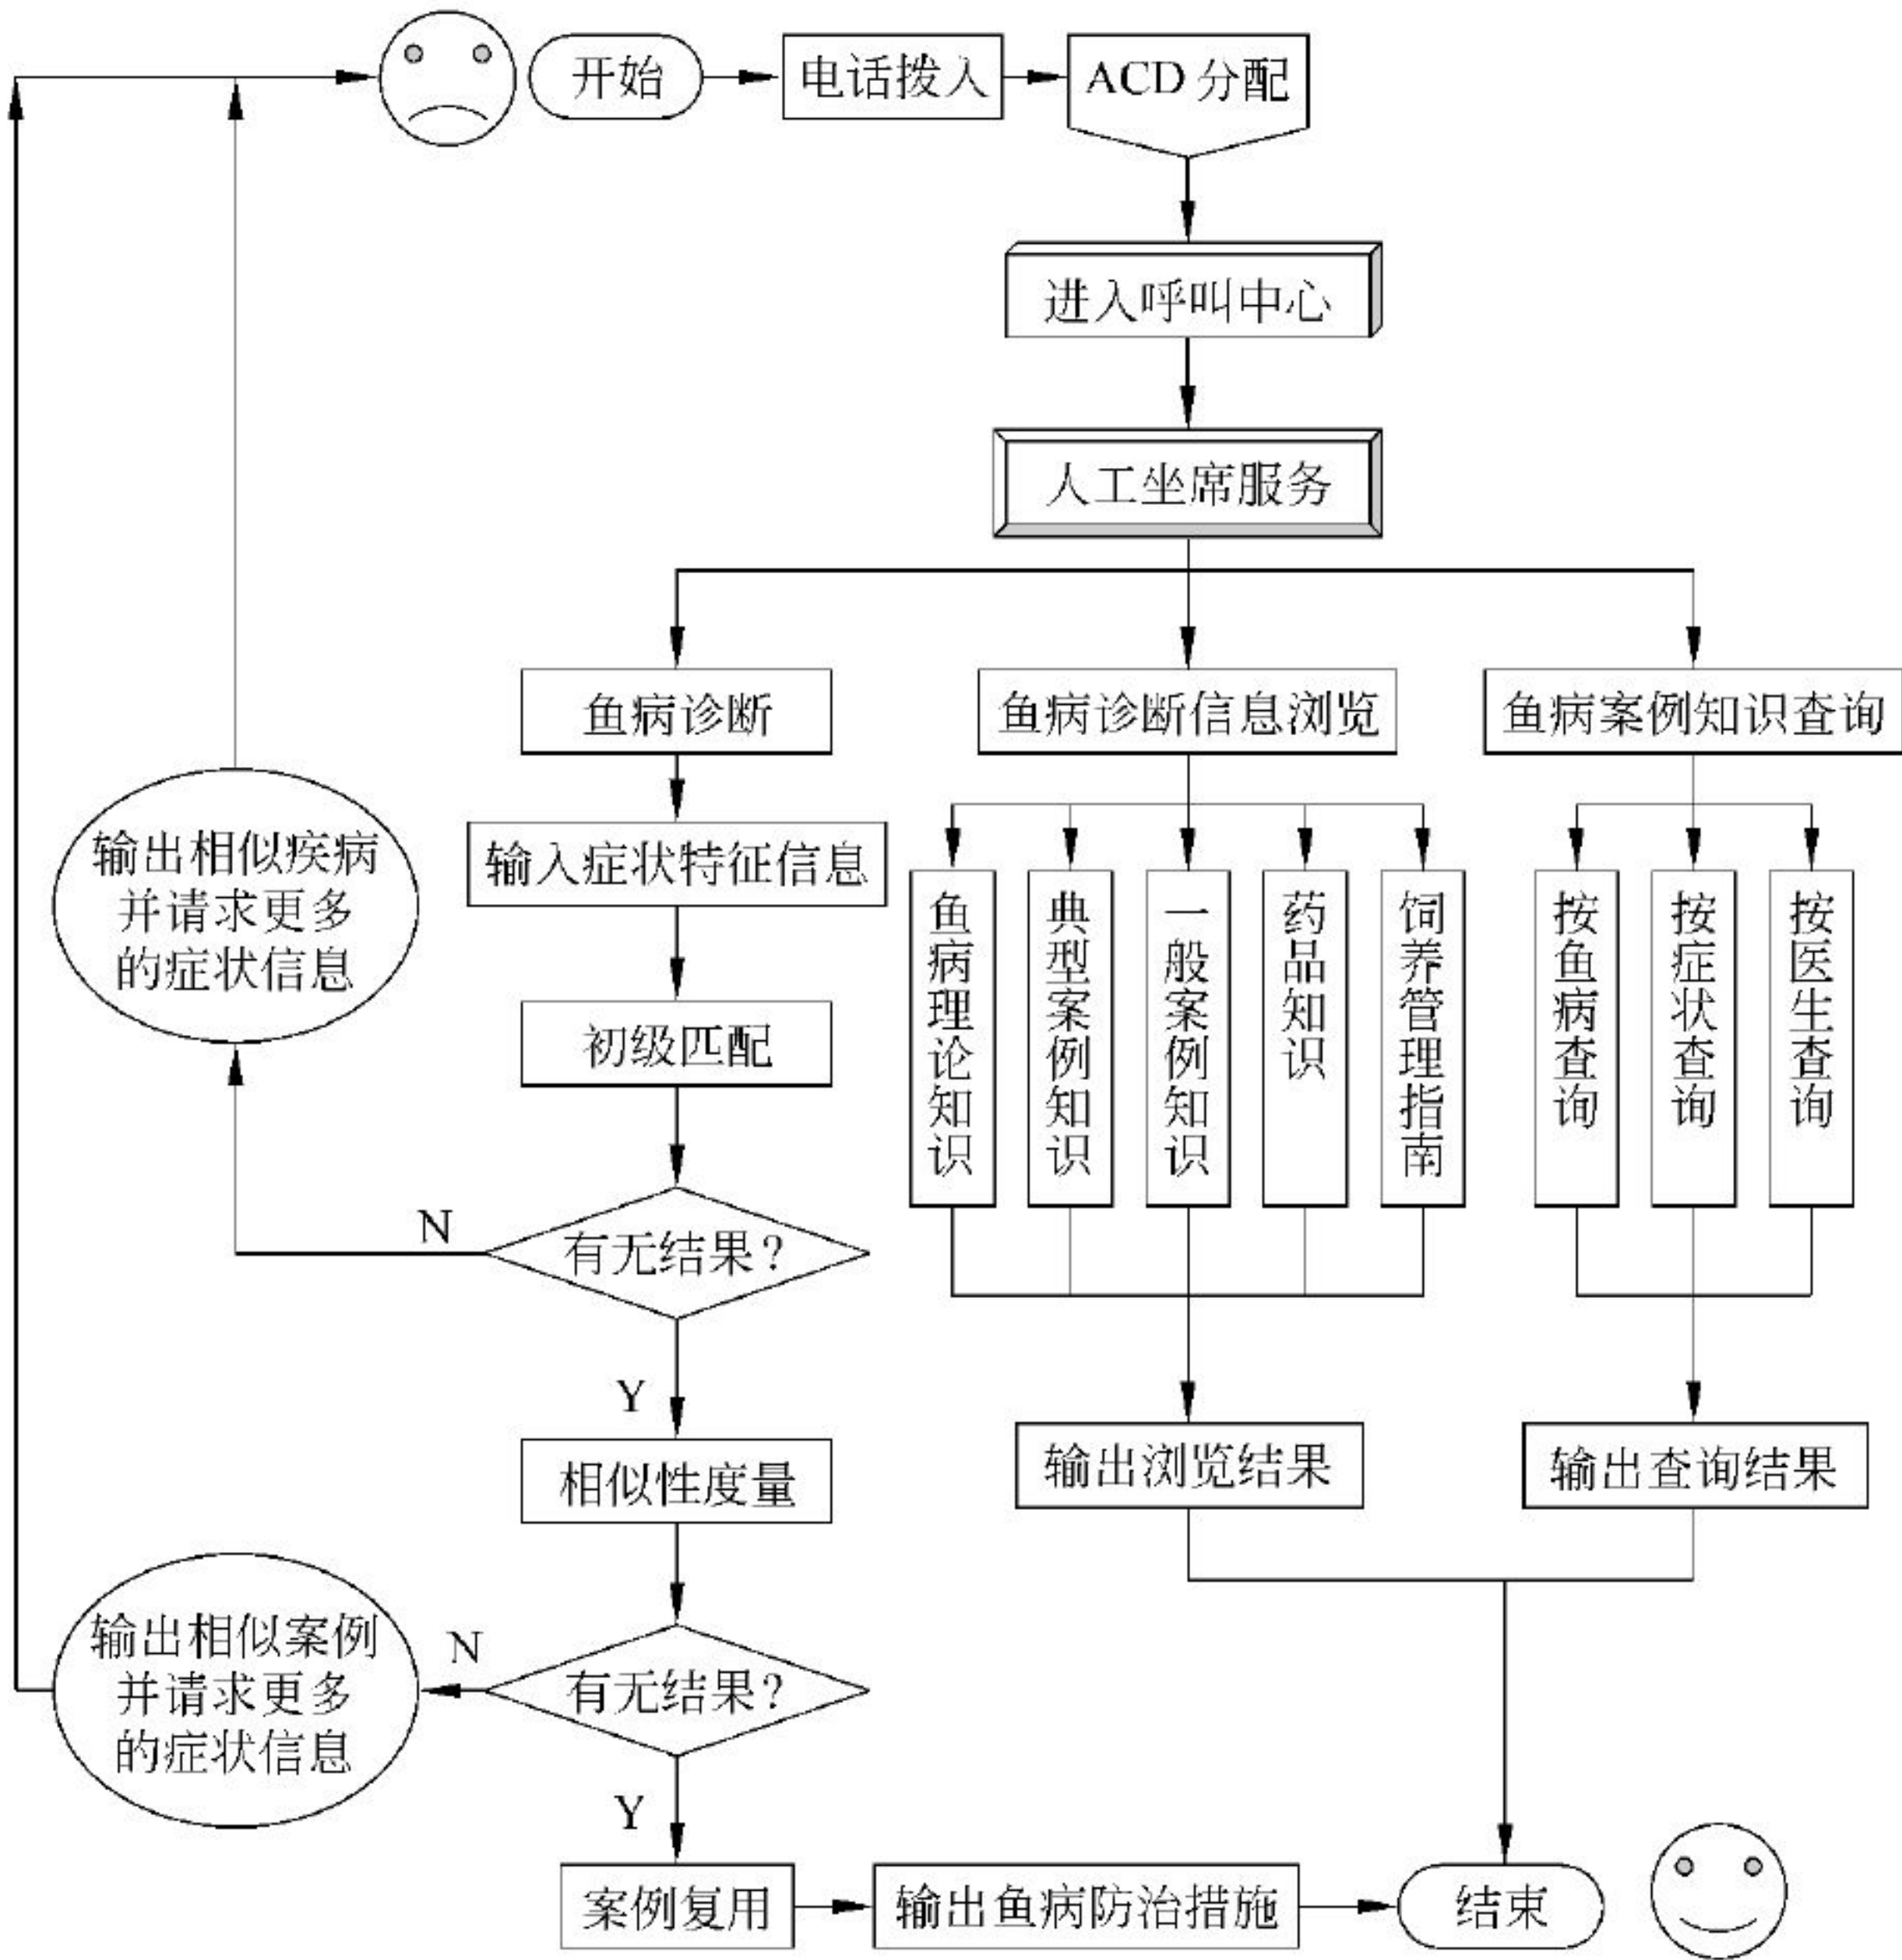 开始
电话拨入
ACD 分配
进入呼叫中心
人工坐席服务
鱼病诊断
鱼病诊断信息浏览
鱼病案例知识查询
输入症状特征信息
输出相似疾病
并请求更多
的症状信息
鱼病理论知识
典型案例知识
一般案例知识
药品知识
饲养管理指南
按鱼病查询
按症状查询
按医生查询
初级匹配
N
有无结果?
Y
相似性度量
输出浏览结果
输出查询结果
输出相似案例
并请求更多
的症状信息
N
有无结果?
Y
案例复用
输出鱼病防治措施
结束